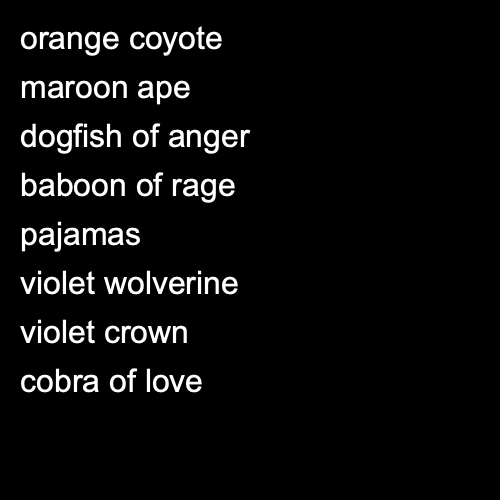 orange coyote
maroon ape
dogfish of anger
baboon of rage
pajamas
violet wolverine
violet crown
cobra of love